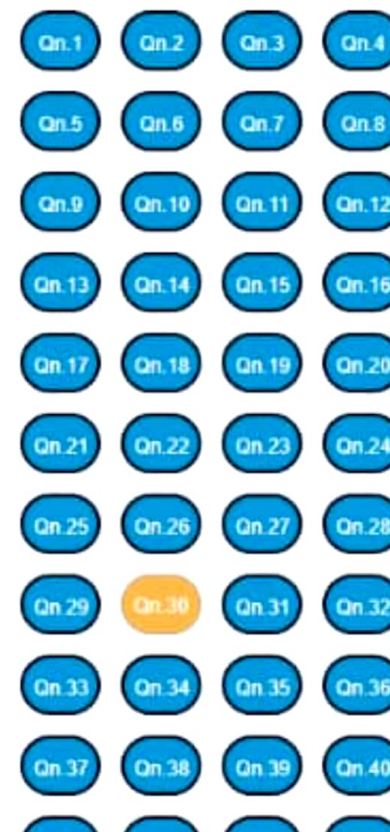 Qn.1 Qn.2 Qn.3 Qn.4
Qn.5 Qn.6 Qn.7 Qn.8
Qn.9 Qn.10 Qn.11 Qn.12
Qn.13 Qn.14 Qn.15 Qn.16
Qn.17 Qn.18 Qn.19 Qn.20
Qn.21 Qn.22 Qn.23 Qn.24
Qn.25 Qn.26 Qn.27 Qn.28
Qn.29 Qn.30 Qn.31 Qn.32
Qn.33 Qn.34 Qn.35 Qn.36
Qn.37 Qn.38 Qn.39 Qn.40